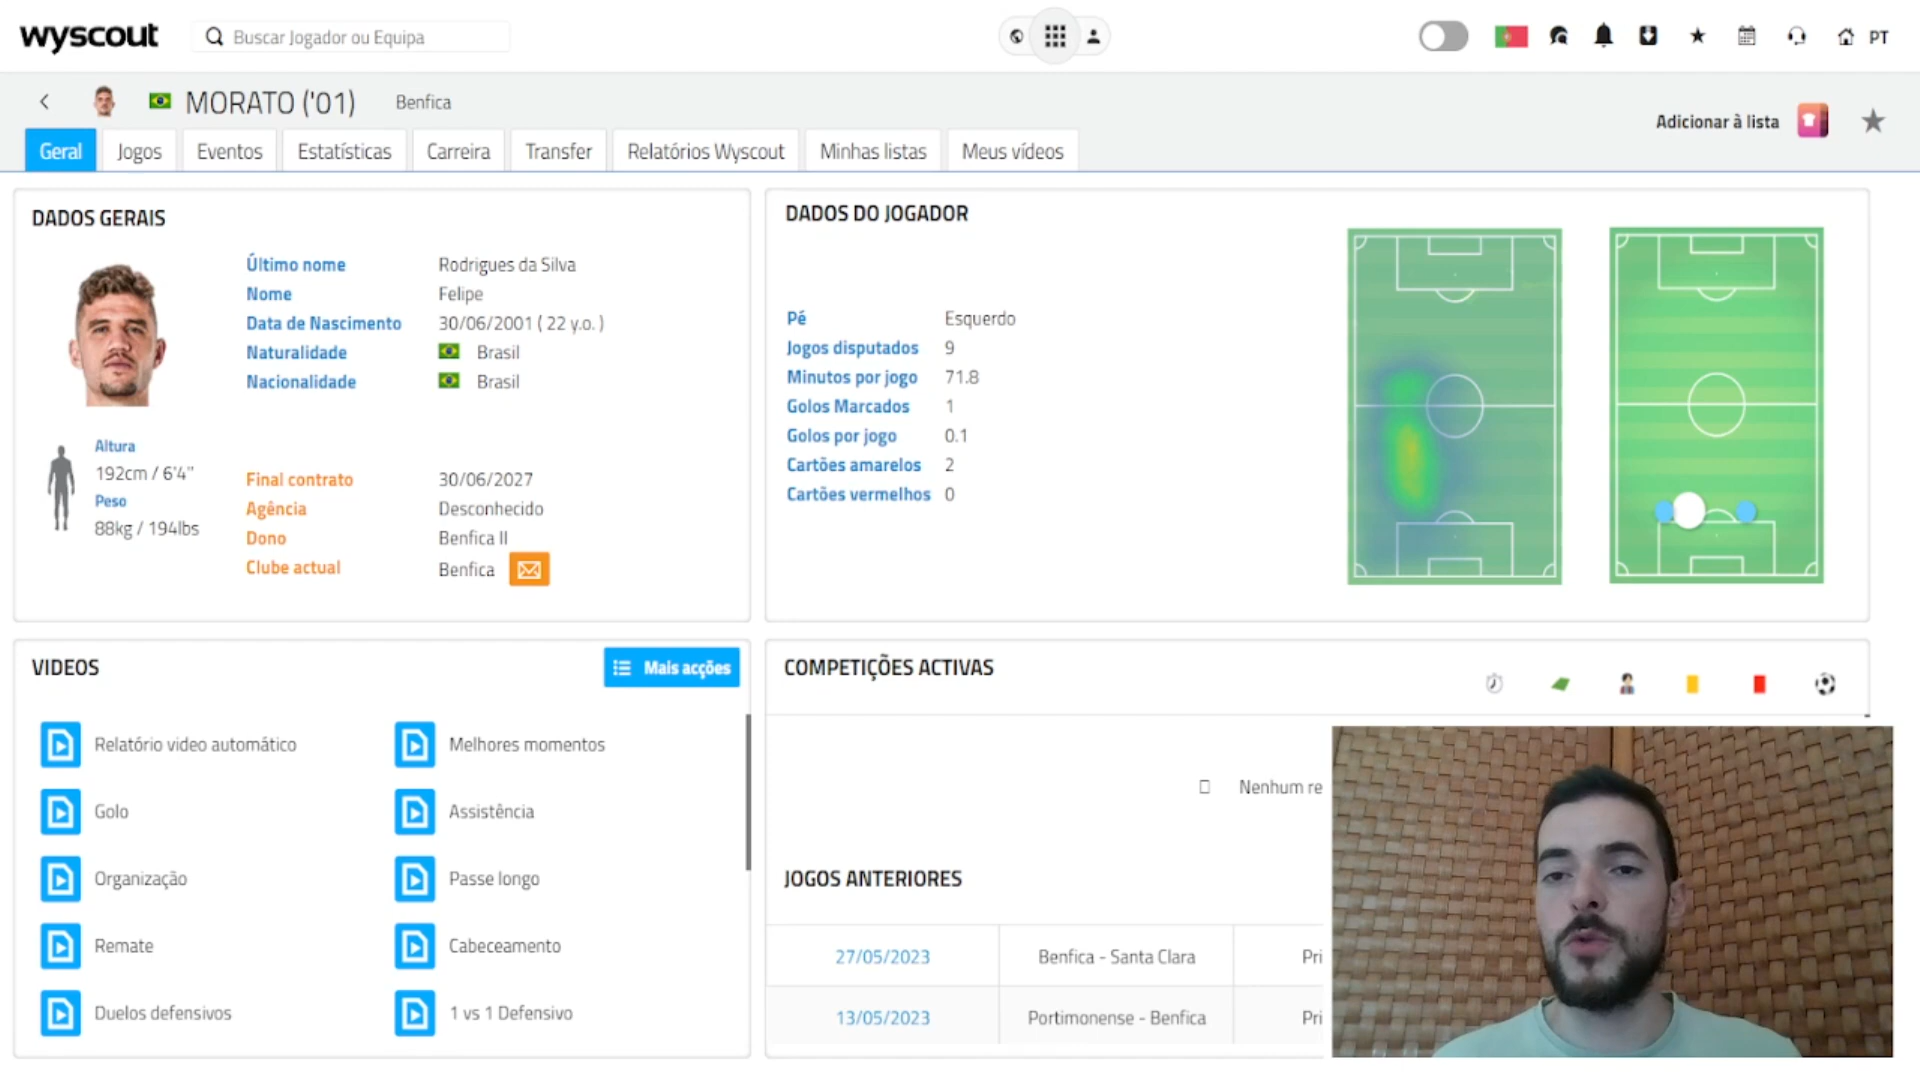 wyscout
Buscar Jogador ou Equipa
PT
MORATO ('01)
Benfica
Adicionar à lista
Geral
Jogos
Eventos
Estatísticas
Carreira
Transfer
Relatórios Wyscout
Minhas listas
Meus vídeos
DADOS GERAIS
Último nome Rodrigues da Silva
Nome Felipe
Data de Nascimento 30/06/2001 ( 22 y.o. )
Naturalidade Brasil
Nacionalidade Brasil
Altura
192cm / 6'4"
Peso
88kg / 194lbs
Final contrato 30/06/2027
Agência Desconhecido
Dono Benfica II
Clube actual Benfica
DADOS DO JOGADOR
Pé Esquerdo
Jogos disputados 9
Minutos por jogo 71.8
Golos Marcados 1
Golos por jogo 0.1
Cartões amarelos 2
Cartões vermelhos 0
VIDEOS
Mais acções
Relatório video automático
Melhores momentos
Golo
Assistência
Organização
Passe longo
Remate
Cabeceamento
Duelos defensivos
1 vs 1 Defensivo
COMPETIÇÕES ACTIVAS
Nenhum re
JOGOS ANTERIORES
27/05/2023 Benfica - Santa Clara Pri
13/05/2023 Portimonense - Benfica Pri